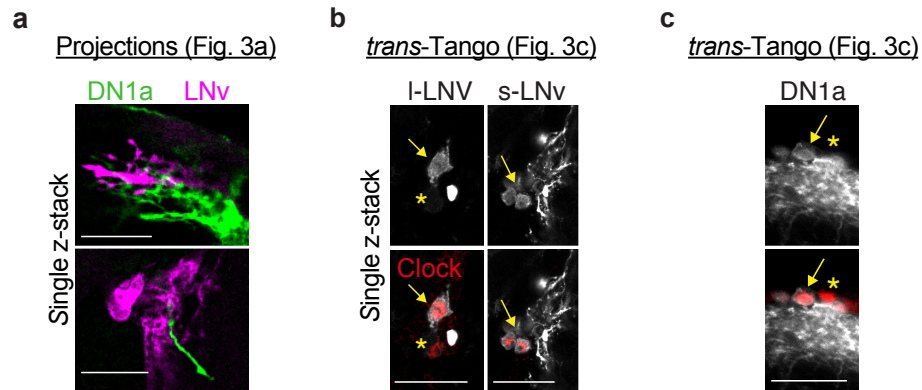 a
Projections (Fig. 3a)
DN1a LNv
Single z-stack
b
trans-Tango (Fig. 3c)
l-LNV s-LNv
Single z-stack
Clock
*
*
c
trans-Tango (Fig. 3c)
DN1a
*
*